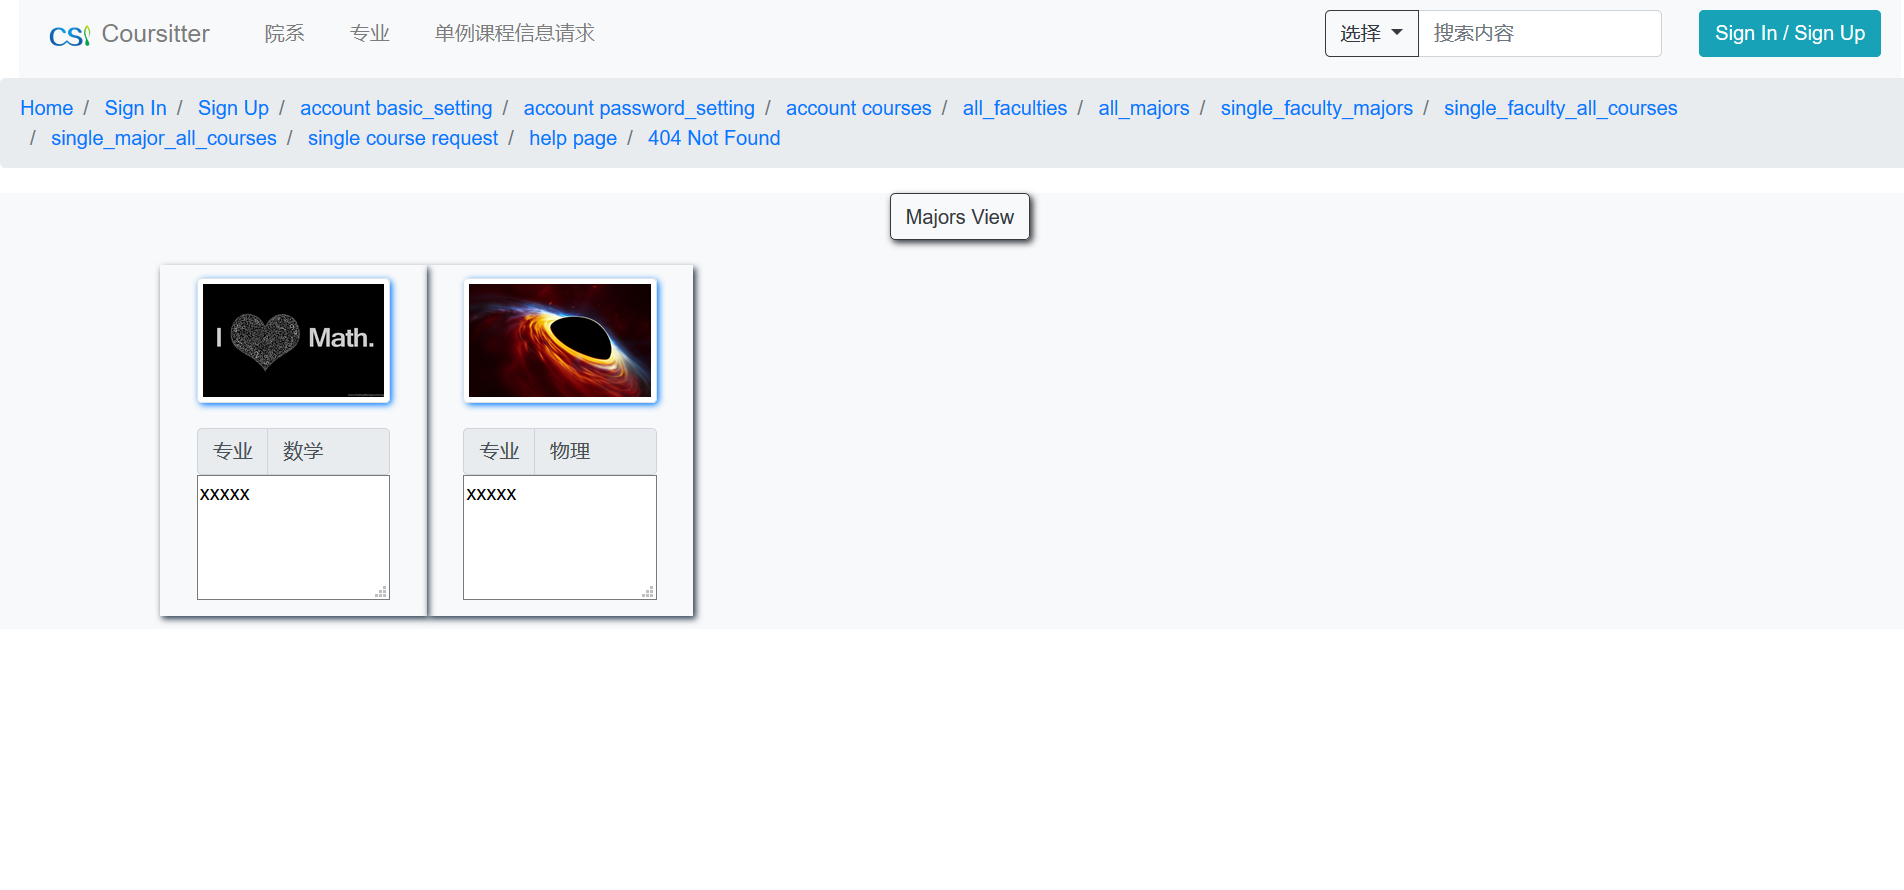 CS Coursitter 院系 专业 单例课程信息请求 选择 搜索内容 Sign In / Sign Up
Home / Sign In / Sign Up / account basic_setting / account password_setting / account courses / all_faculties / all_majors / single_faculty_majors / single_faculty_all_courses
/ single_major_all_courses / single course request / help page / 404 Not Found
Majors View
I Math.
专业 数学
xxxxx
专业 物理
xxxxx